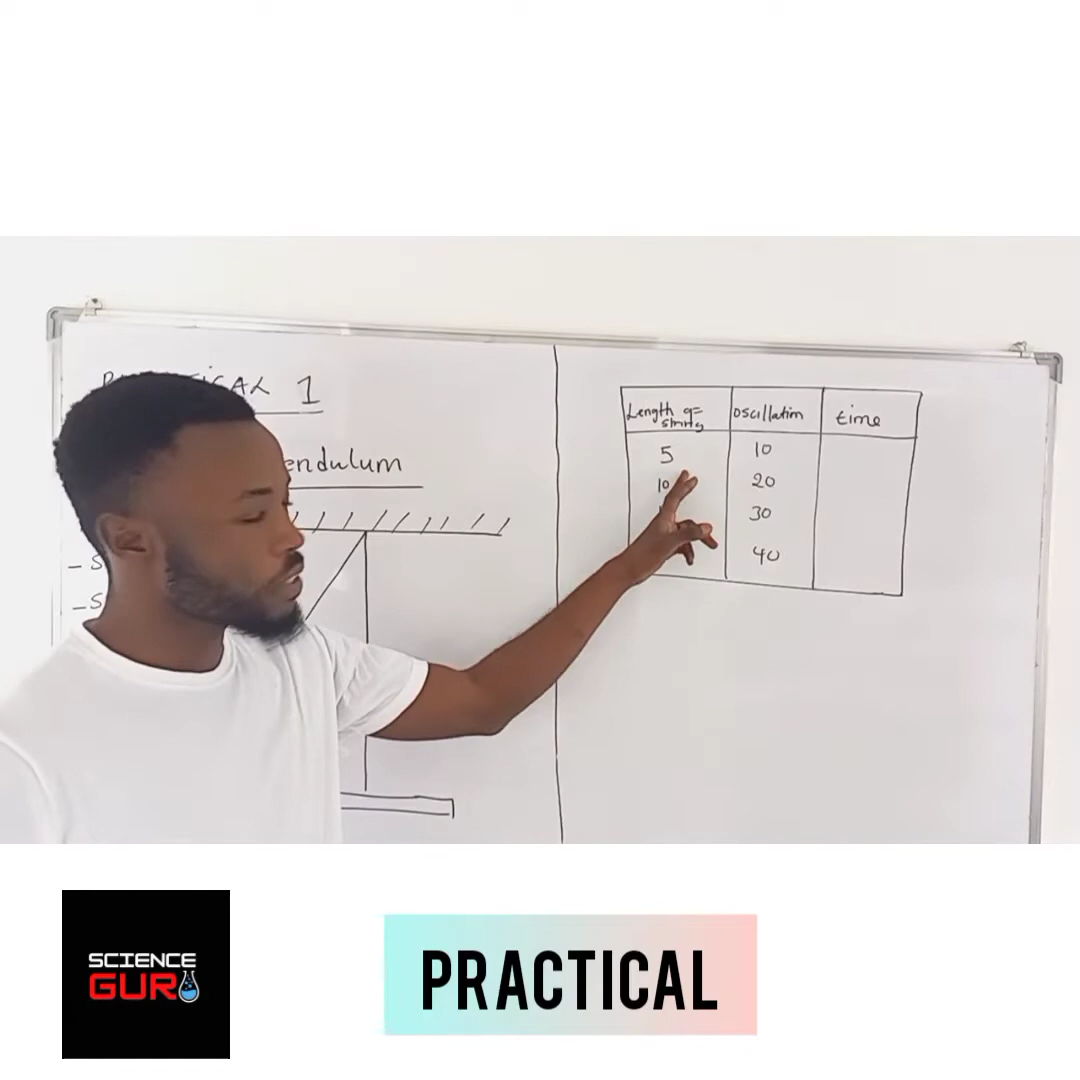 1
endulum
- S
- S
Length of string oscillation time
5 10
10 20
30
40
SCIENCE
GURU
PRACTICAL